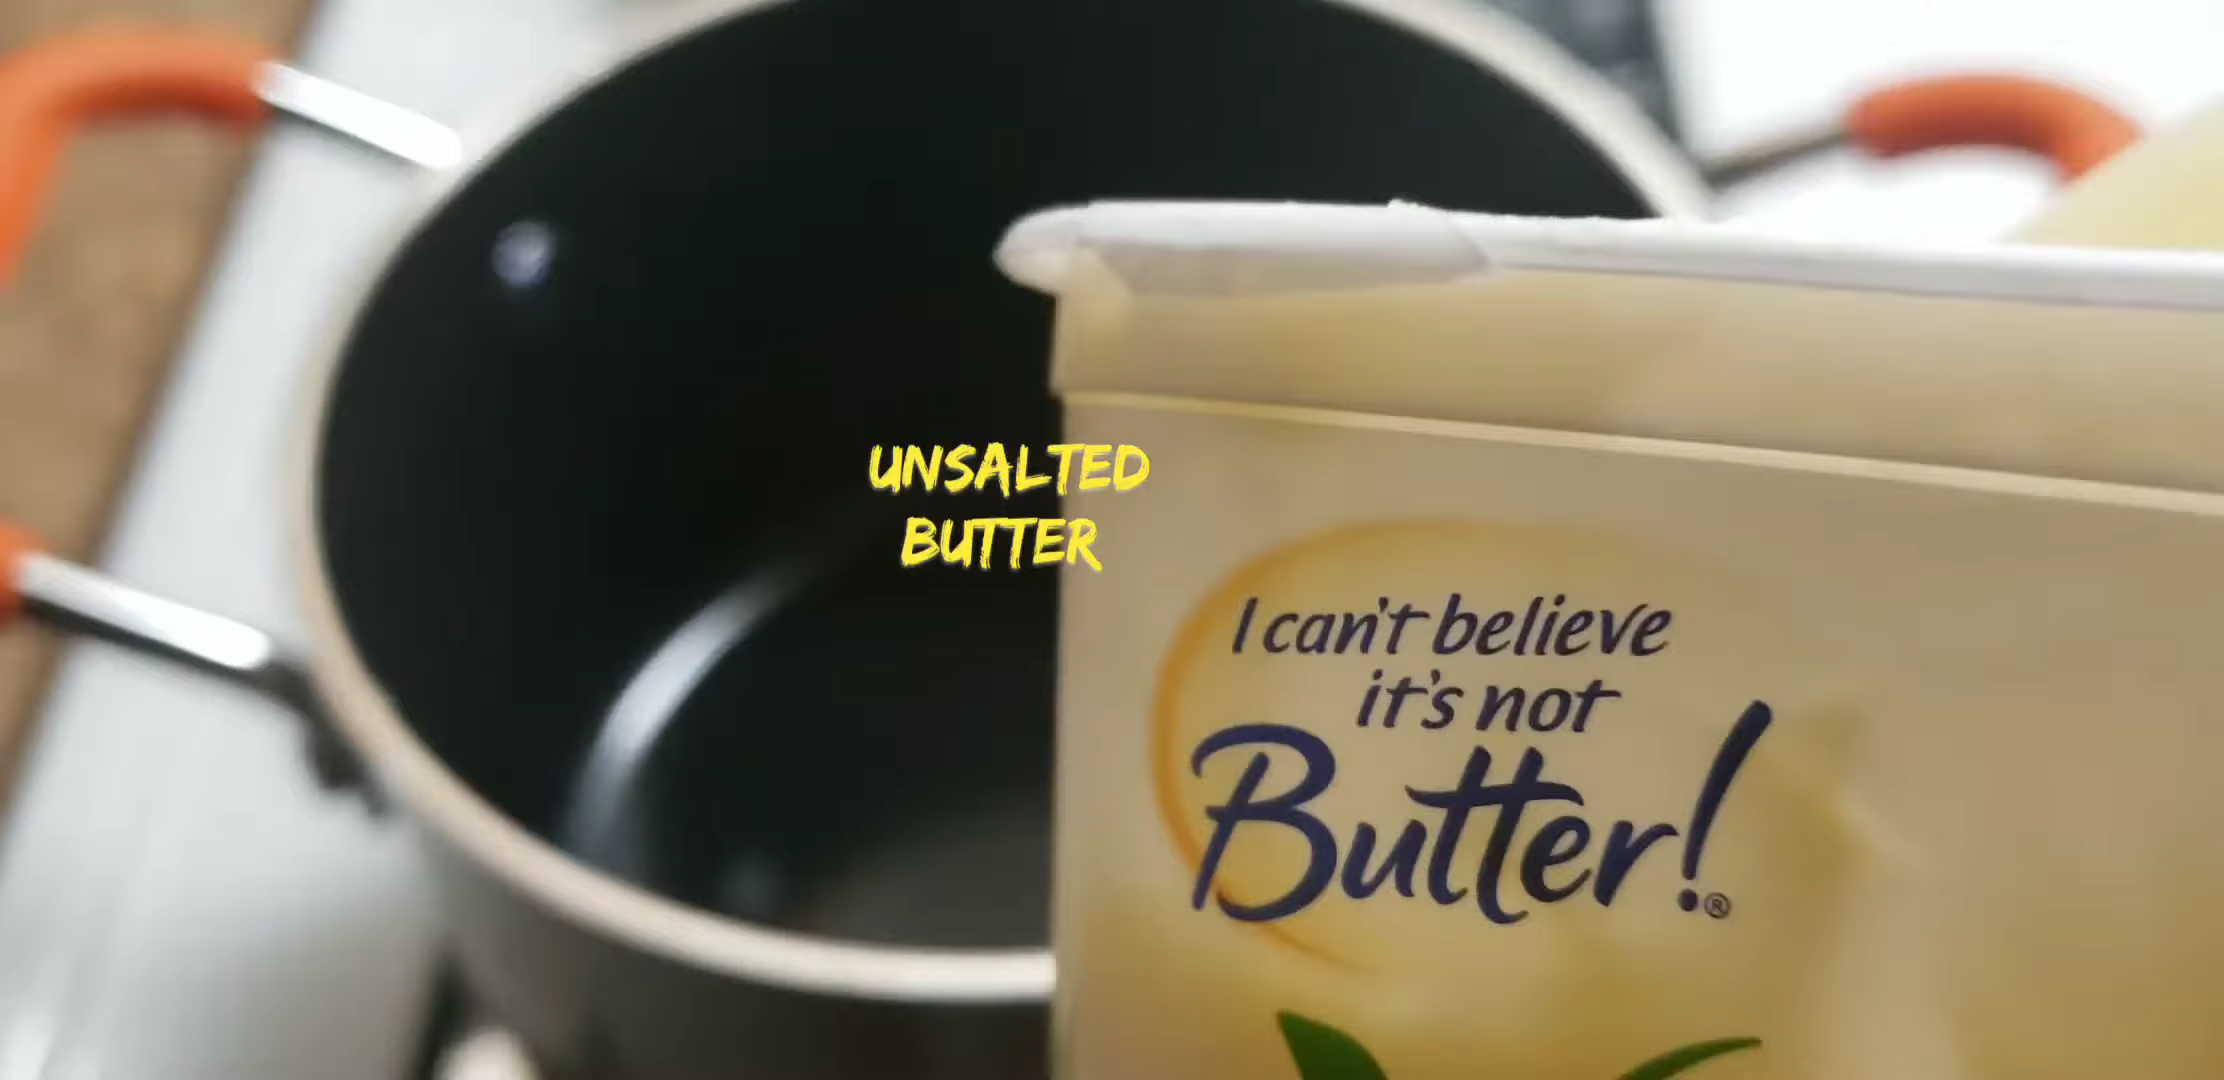 UNSALTED
BUTTER
I can't believe
it's not
Butter!®